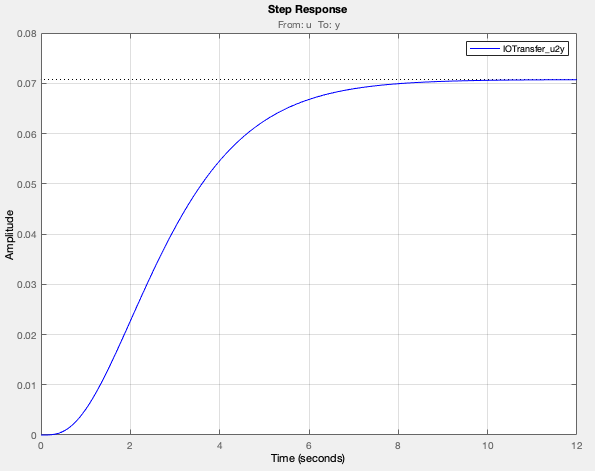 Step Response
From: u To: y
IOTransfer_u2y
Amplitude
0.08
0.07
0.06
0.05
0.04
0.03
0.02
0.01
0
0 2 4 6 8 10 12
Time (seconds)